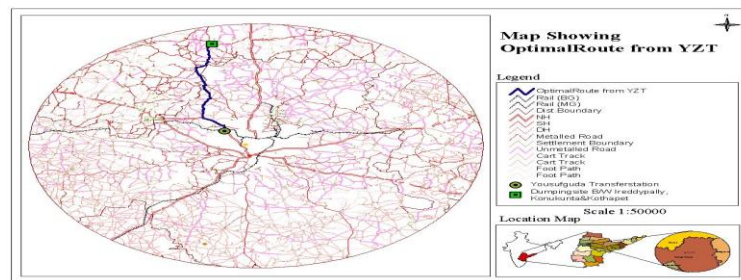 Map Showing
OptimalRoute from YZT
Legend
OptimalRoute from YZT
Rail (BG)
Rail (MG)
Dist Boundary
NH
SH
DH
Metalled Road
Settlement Boundary
Unmetalled Road
Cart Track
Cart Track
Foot Path
Foot Path
Yousufguda Transferstation
Dumpingsite B/W Ireddypally,
Konukunta&Kothapet
Scale 1:50000
Location Map